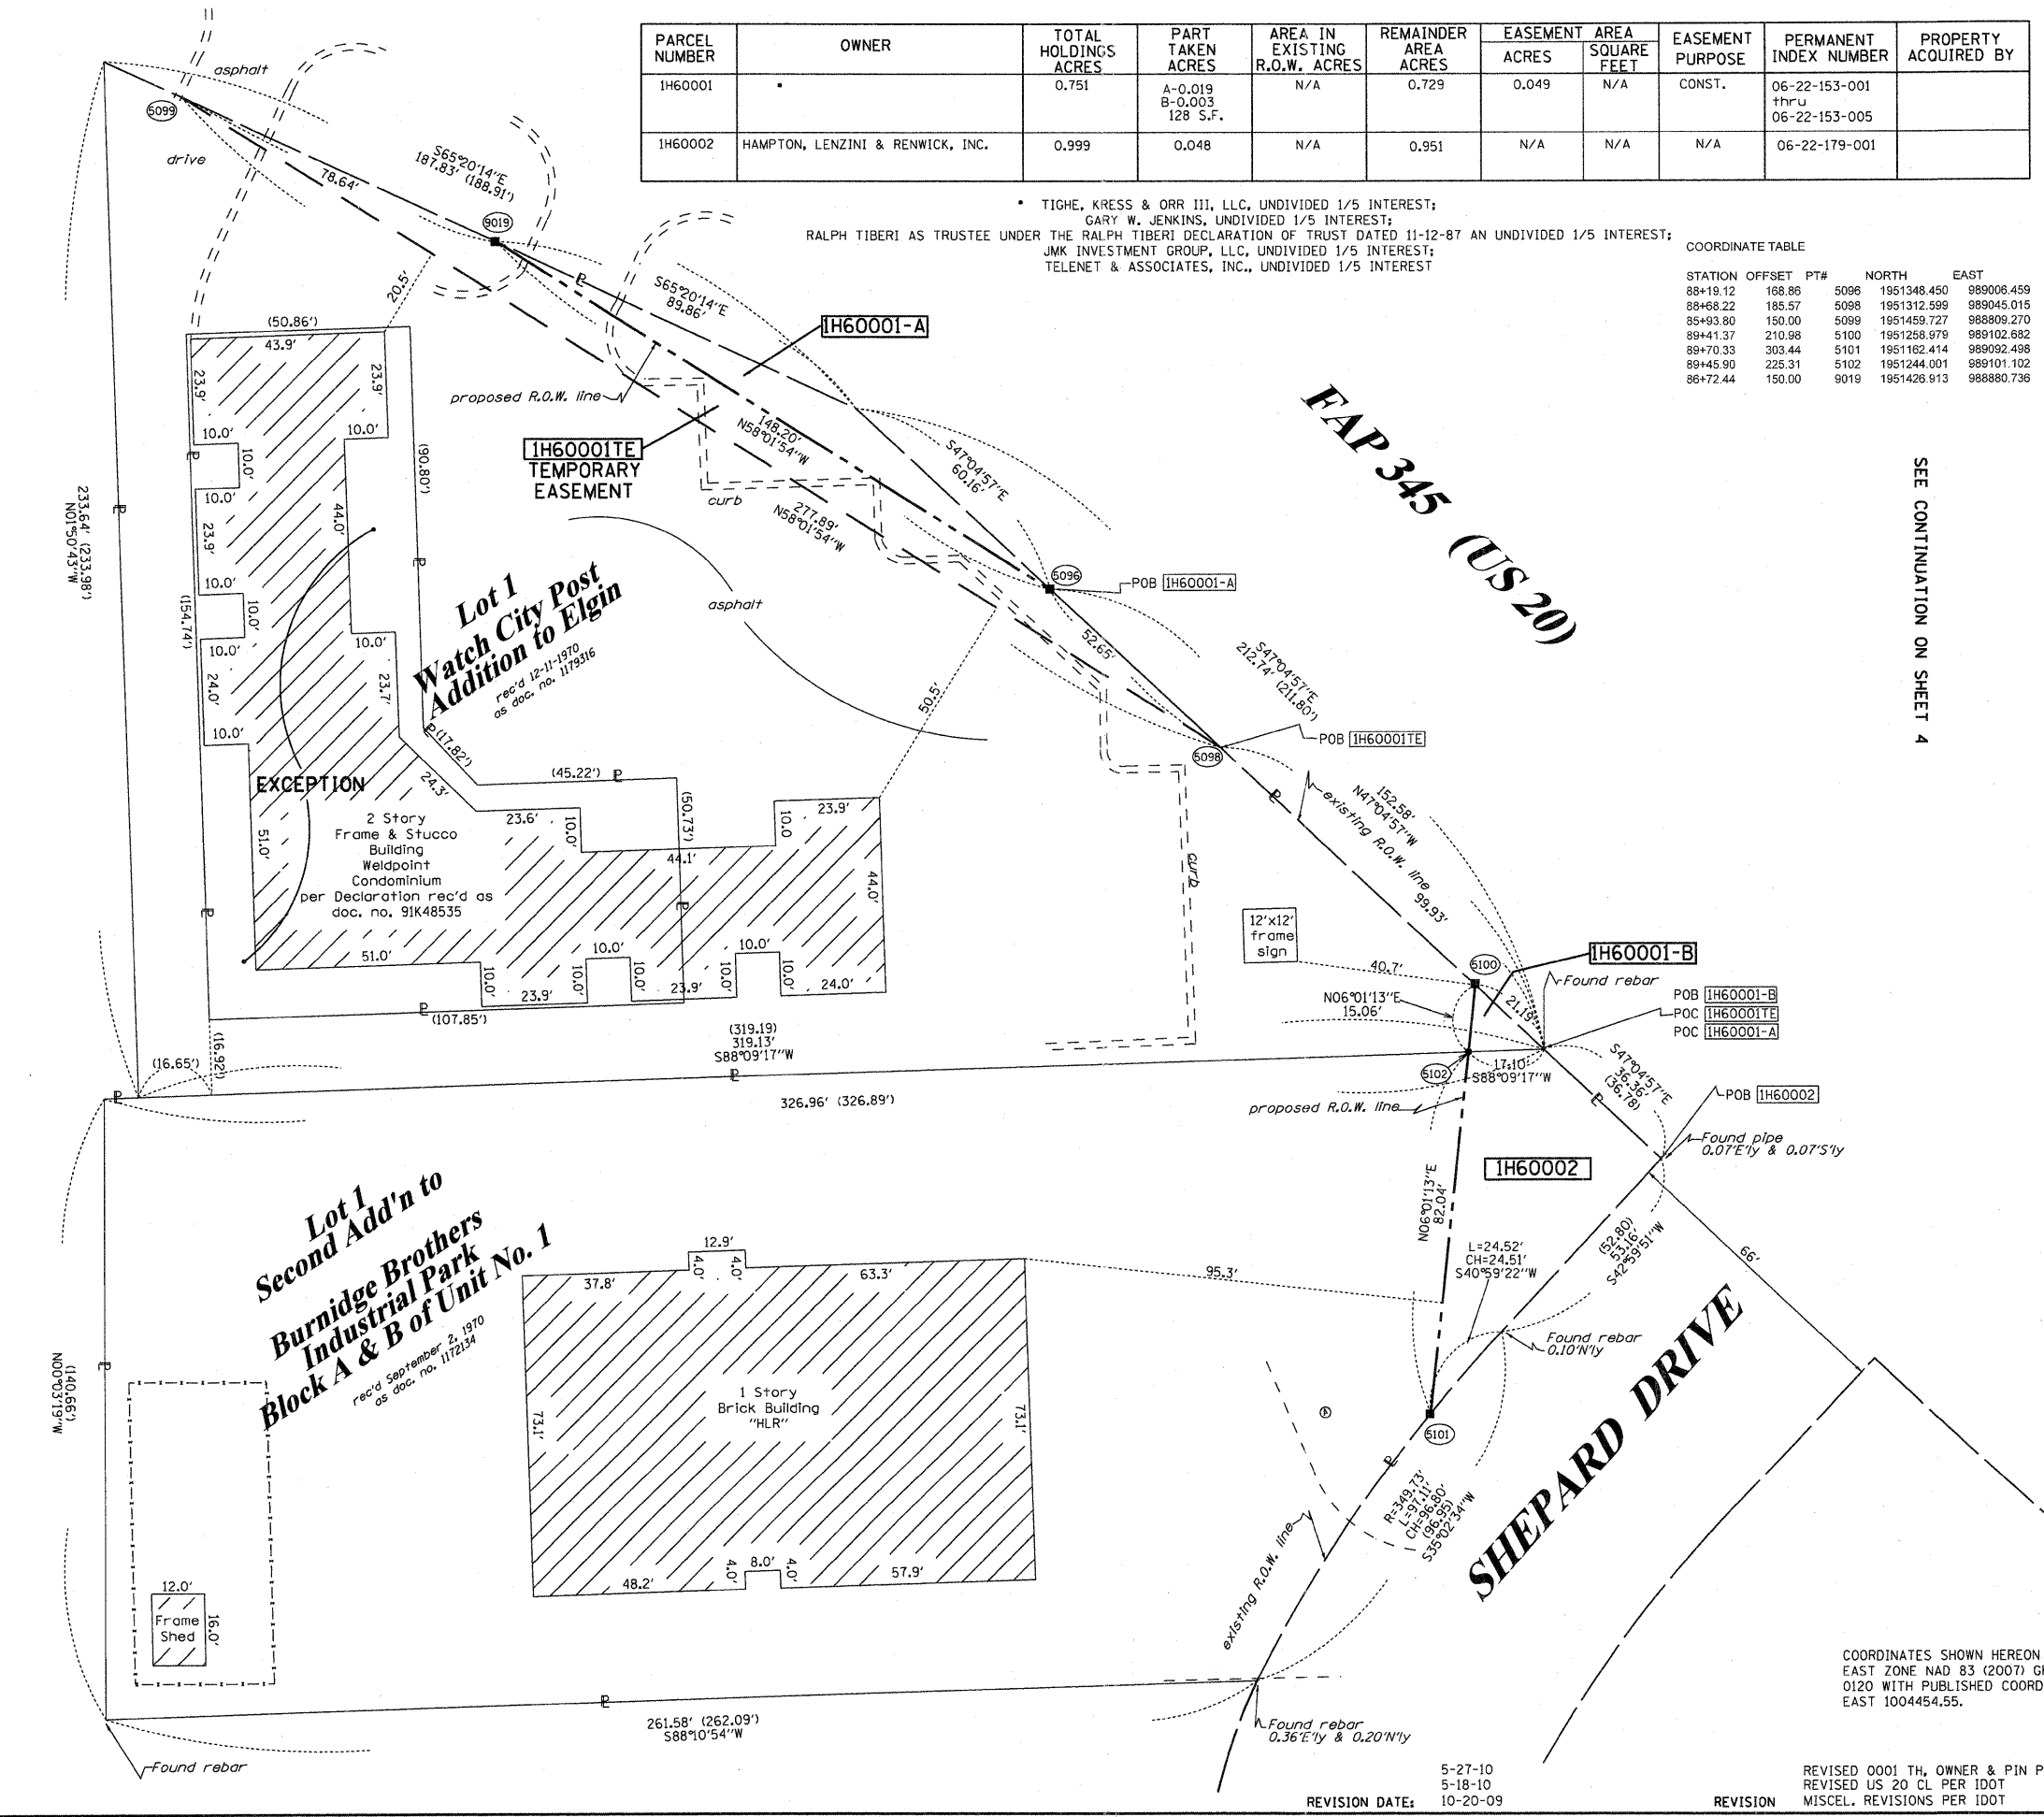 PARCEL NUMBER OWNER TOTAL HOLDINGS ACRES PART TAKEN ACRES AREA IN EXISTING R.O.W. ACRES REMAINDER AREA ACRES EASEMENT AREA ACRES SQUARE FEET EASEMENT PURPOSE PERMANENT INDEX NUMBER PROPERTY ACQUIRED BY
1H60001 • 0.751 A-0.019 B-0.003 128 S.F. N/A 0.729 0.049 N/A CONST. 06-22-153-001 thru 06-22-153-005
1H60002 HAMPTON, LENZINI & RENWICK, INC. 0.999 0.048 N/A 0.951 N/A N/A N/A 06-22-179-001
• TIGHE, KRESS & ORR III, LLC, UNDIVIDED 1/5 INTEREST;
GARY W. JENKINS, UNDIVIDED 1/5 INTEREST;
RALPH TIBERI AS TRUSTEE UNDER THE RALPH TIBERI DECLARATION OF TRUST DATED 11-12-87 AN UNDIVIDED 1/5 INTEREST;
JMK INVESTMENT GROUP, LLC, UNDIVIDED 1/5 INTEREST;
TELENET & ASSOCIATES, INC., UNDIVIDED 1/5 INTEREST
COORDINATE TABLE
STATION OFFSET PT# NORTH EAST
88+19.12 168.86 5096 1951348.450 989006.459
88+68.22 185.57 5098 1951312.599 989045.015
85+93.80 150.00 5099 1951459.727 988809.270
89+41.37 210.98 5100 1951258.979 989102.682
89+70.33 303.44 5101 1951162.414 989092.498
89+45.90 225.31 5102 1951244.001 989101.102
86+72.44 150.00 9019 1951426.913 988880.736
asphalt
5099
drive
78.64'
S65°20'14"E
187.83' (188.91')
9019
20.5'
S65°20'14"E
89.86'
1H60001-A
proposed R.O.W. line
1H60001TE
TEMPORARY
EASEMENT
148.20'
N58°01'54"W
curb
277.89'
N58°01'54"W
S47°04'57"E
60.16'
FAP 345 (US 20)
SEE CONTINUATION ON SHEET 4
5096
POB 1H60001-A
52.65'
S47°04'57"E
212.74' (211.80')
5098
POB 1H60001TE
asphalt
50.5'
(50.86')
43.9'
23.9'
23.9'
10.0'
10.0'
10.0'
10.0'
(90.80')
44.0'
23.9'
10.0'
10.0'
10.0'
10.0'
23.7'
24.0'
10.0'
(154.74')
233.64' (233.98')
N01°50'43"W
Lot 1
Watch City Post
Addition to Elgin
rec'd 12-11-1970
as doc. no. 1179316
(17.82')
24.3'
(45.22')
(50.73')
EXCEPTION
2 Story
Frame & Stucco
Building
Weldpoint
Condominium
per Declaration rec'd as
doc. no. 91K48535
51.0'
23.6'
10.0'
44.1'
10.0
23.9'
44.0'
51.0'
10.0'
23.9'
10.0'
10.0'
10.0'
23.9'
10.0'
10.0'
10.0'
24.0'
(107.85')
(16.65')
(16.92')
(319.19)
319.13'
S88°09'17"W
326.96' (326.89')
curb
152.58'
N47°04'57"W
existing R.O.W. line
99.93'
12'x12'
frame
sign
40.7'
5100
1H60001-B
Found rebar
N06°01'13"E
15.06'
21.19'
POB 1H60001-B
POC 1H60001TE
POC 1H60001-A
5102
17.10'
S88°09'17"W
S47°04'57"E
36.36'
(36.78)
POB 1H60002
proposed R.O.W. line
Found pipe
0.07'E'ly & 0.07'S'ly
1H60002
N06°01'13"E
82.04'
L=24.52'
CH=24.51'
S40°59'22"W
(52.80)
53.16'
S42°59'51"W
66'
Found rebar
0.10'N'ly
5101
SHEPARD DRIVE
R=349.73'
L=97.11'
CH=96.80'
(96.95)
S35°02'34"W
existing R.O.W. line
Lot 1
Second Add'n to
Burnidge Brothers
Industrial Park
Block A & B of Unit No. 1
rec'd September 2, 1970
as doc. no. 1172134
(140.66')
N00°03'19"W
12.9'
4.0'
4.0'
37.8'
63.3'
95.3'
1 Story
Brick Building
"HLR"
73.1'
73.1'
48.2'
4.0'
8.0'
4.0'
57.9'
12.0'
Frame
Shed
16.0'
261.58' (262.09')
S88°10'54"W
Found rebar
Found rebar
0.36'E'ly & 0.20'N'ly
COORDINATES SHOWN HEREON
EAST ZONE NAD 83 (2007) G
0120 WITH PUBLISHED COORD
EAST 1004454.55.
5-27-10 REVISED 0001 TH, OWNER & PIN P
5-18-10 REVISED US 20 CL PER IDOT
REVISION DATE: 10-20-09 REVISION MISCEL. REVISIONS PER IDOT